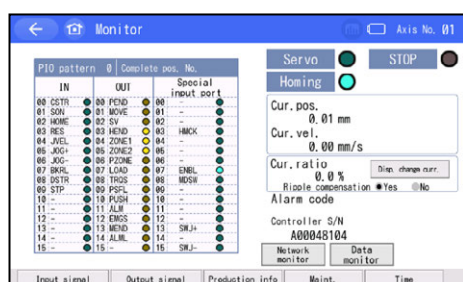 Monitor
Axis No. 01
PIO pattern 0 Complete pos. No.
IN OUT Special input port
00 CSTR 00 PEND 00 -
01 SON 01 MOVE 01 -
02 HOME 02 SV 02 -
03 RES 03 HEND 03 HMCK
04 JVEL 04 ZONE1 04 -
05 JOG+ 05 ZONE2 05 -
06 JOG- 06 PZONE 06 -
07 BKRL 07 LOAD 07 ENBL
08 DSTR 08 TRQS 08 MDSW
09 STP 09 PSFL 09 -
10 - 10 PUSH 10 -
11 - 11 ALM 11 -
12 - 12 EMGS 12 -
13 - 13 MEND 13 SWJ+
14 - 14 ALML 14 -
15 - 15 - 15 SWJ-
Servo STOP
Homing
Cur.pos.
0.01 mm
Cur.vel.
0.00 mm/s
Cur.ratio
0.0 % Disp. change curr.
Ripple compensation Yes No
Alarm code
Controller S/N
A00048104
Network monitor
Data monitor
Input signal Output signal Production info Maint. Time